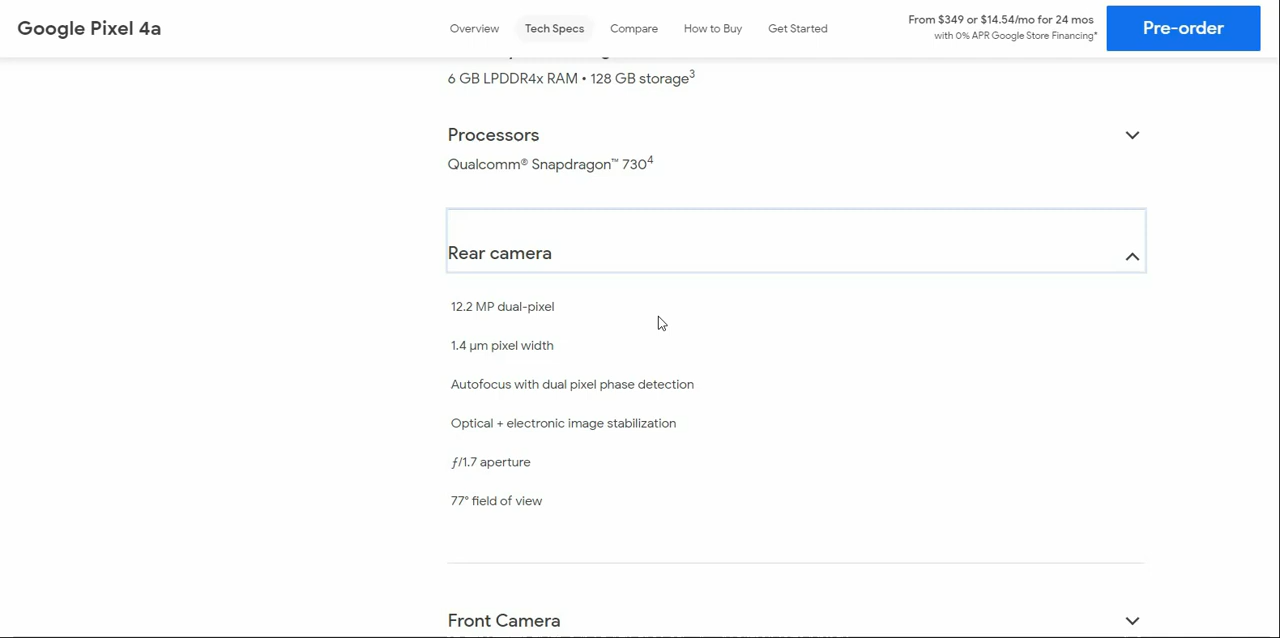 Google Pixel 4a
Overview
Tech Specs
Compare
How to Buy
Get Started
From $349 or $14.54/mo for 24 mos
with 0% APR Google Store Financing*
Pre-order
6 GB LPDDR4x RAM • 128 GB storage³
Processors
Qualcomm® Snapdragon™ 730⁴
Rear camera
12.2 MP dual-pixel
1.4 μm pixel width
Autofocus with dual pixel phase detection
Optical + electronic image stabilization
ƒ/1.7 aperture
77° field of view
Front Camera